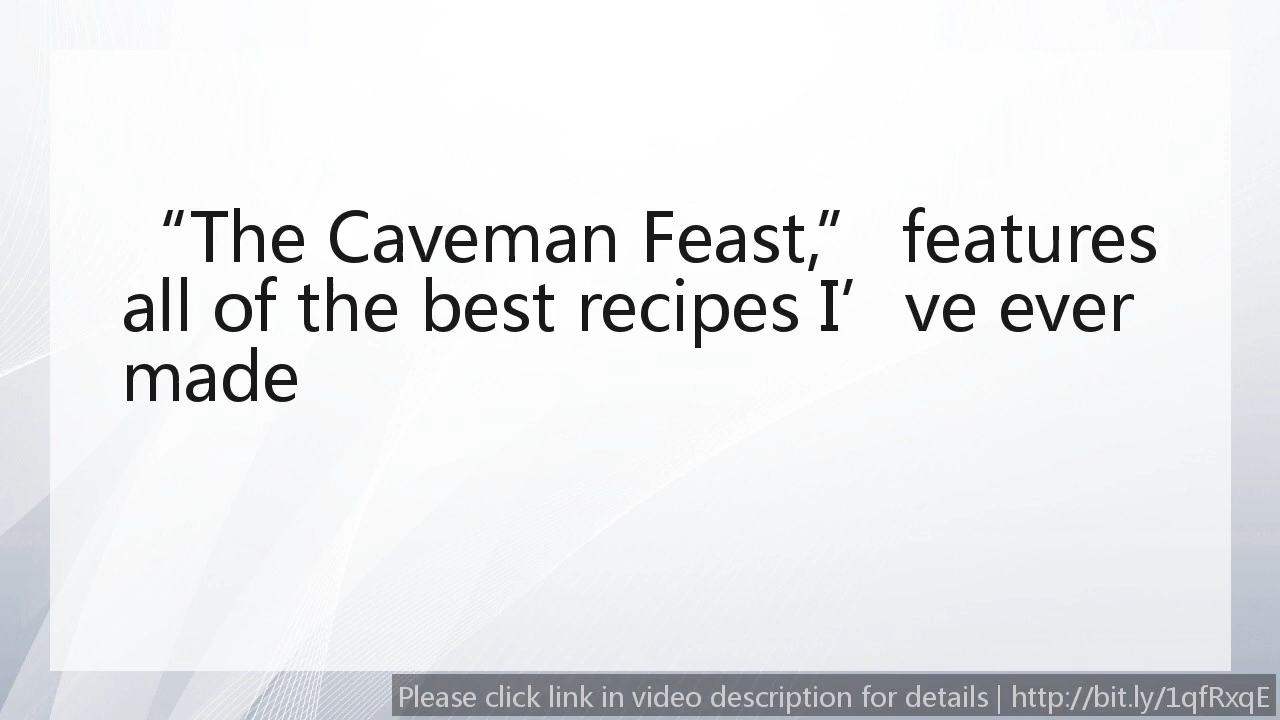 “The Caveman Feast,” features
all of the best recipes I’ve ever
made
Please click link in video description for details | http://bit.ly/1qfRxqE